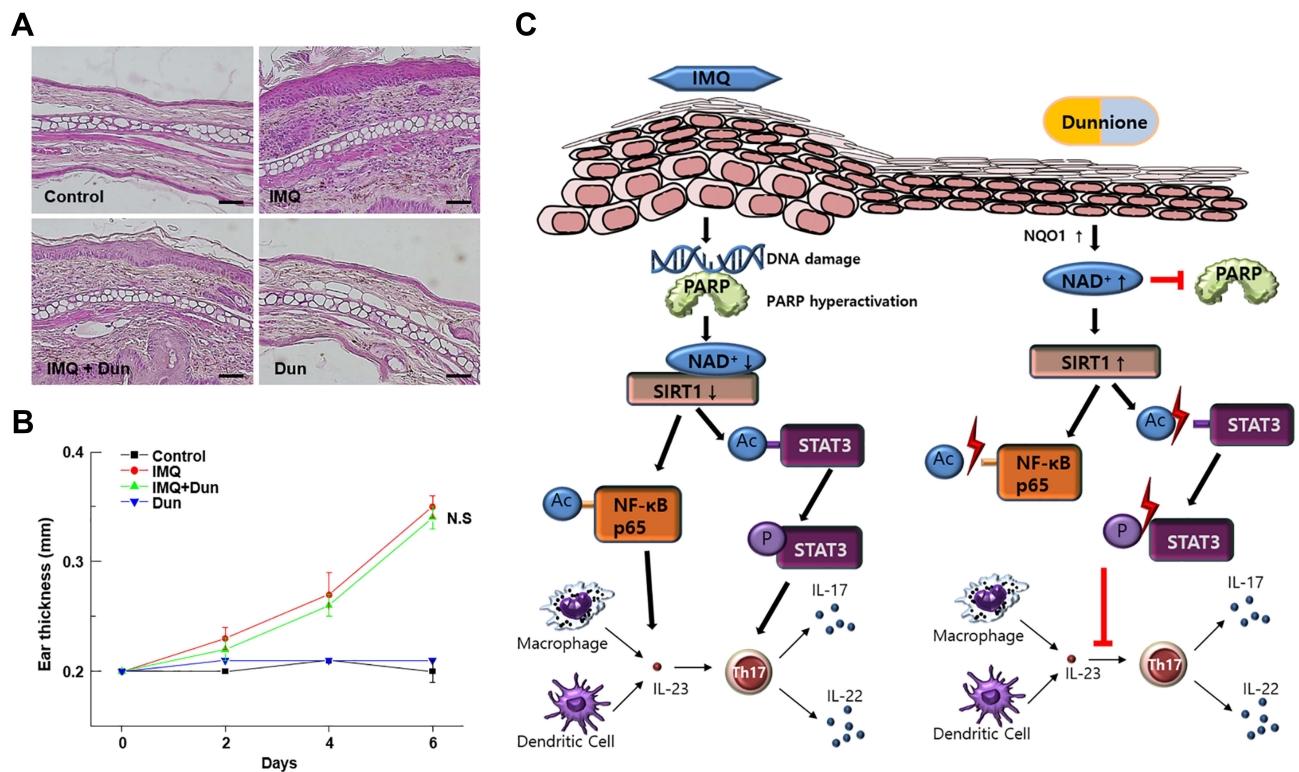 A
Control
IMQ
IMQ + Dun
Dun
B
Control
IMQ
IMQ+Dun
Dun
N.S
0.4
0.3
0.2
Ear thickness (mm)
0
2
4
6
Days
C
IMQ
Dunnione
DNA damage
PARP
PARP hyperactivation
NAD⁺ ↓
SIRT1 ↓
Ac
STAT3
Ac
NF-κB
p65
P
STAT3
Macrophage
IL-23
Th17
IL-17
IL-22
Dendritic Cell
NQO1 ↑
NAD⁺ ↑
PARP
SIRT1 ↑
Ac
STAT3
Ac
NF-κB
p65
P
STAT3
Macrophage
IL-23
Th17
IL-17
IL-22
Dendritic Cell